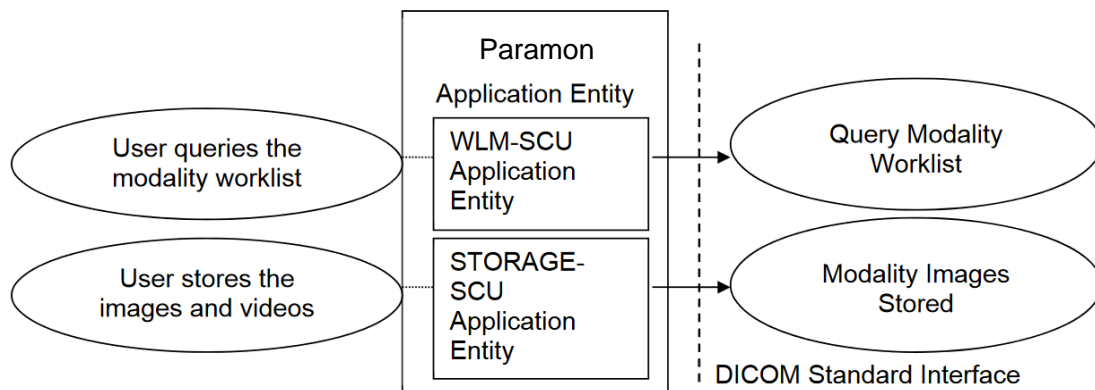 Paramon
Application Entity
User queries the
modality worklist
WLM-SCU
Application
Entity
Query Modality
Worklist
User stores the
images and videos
STORAGE-
SCU
Application
Entity
Modality Images
Stored
DICOM Standard Interface